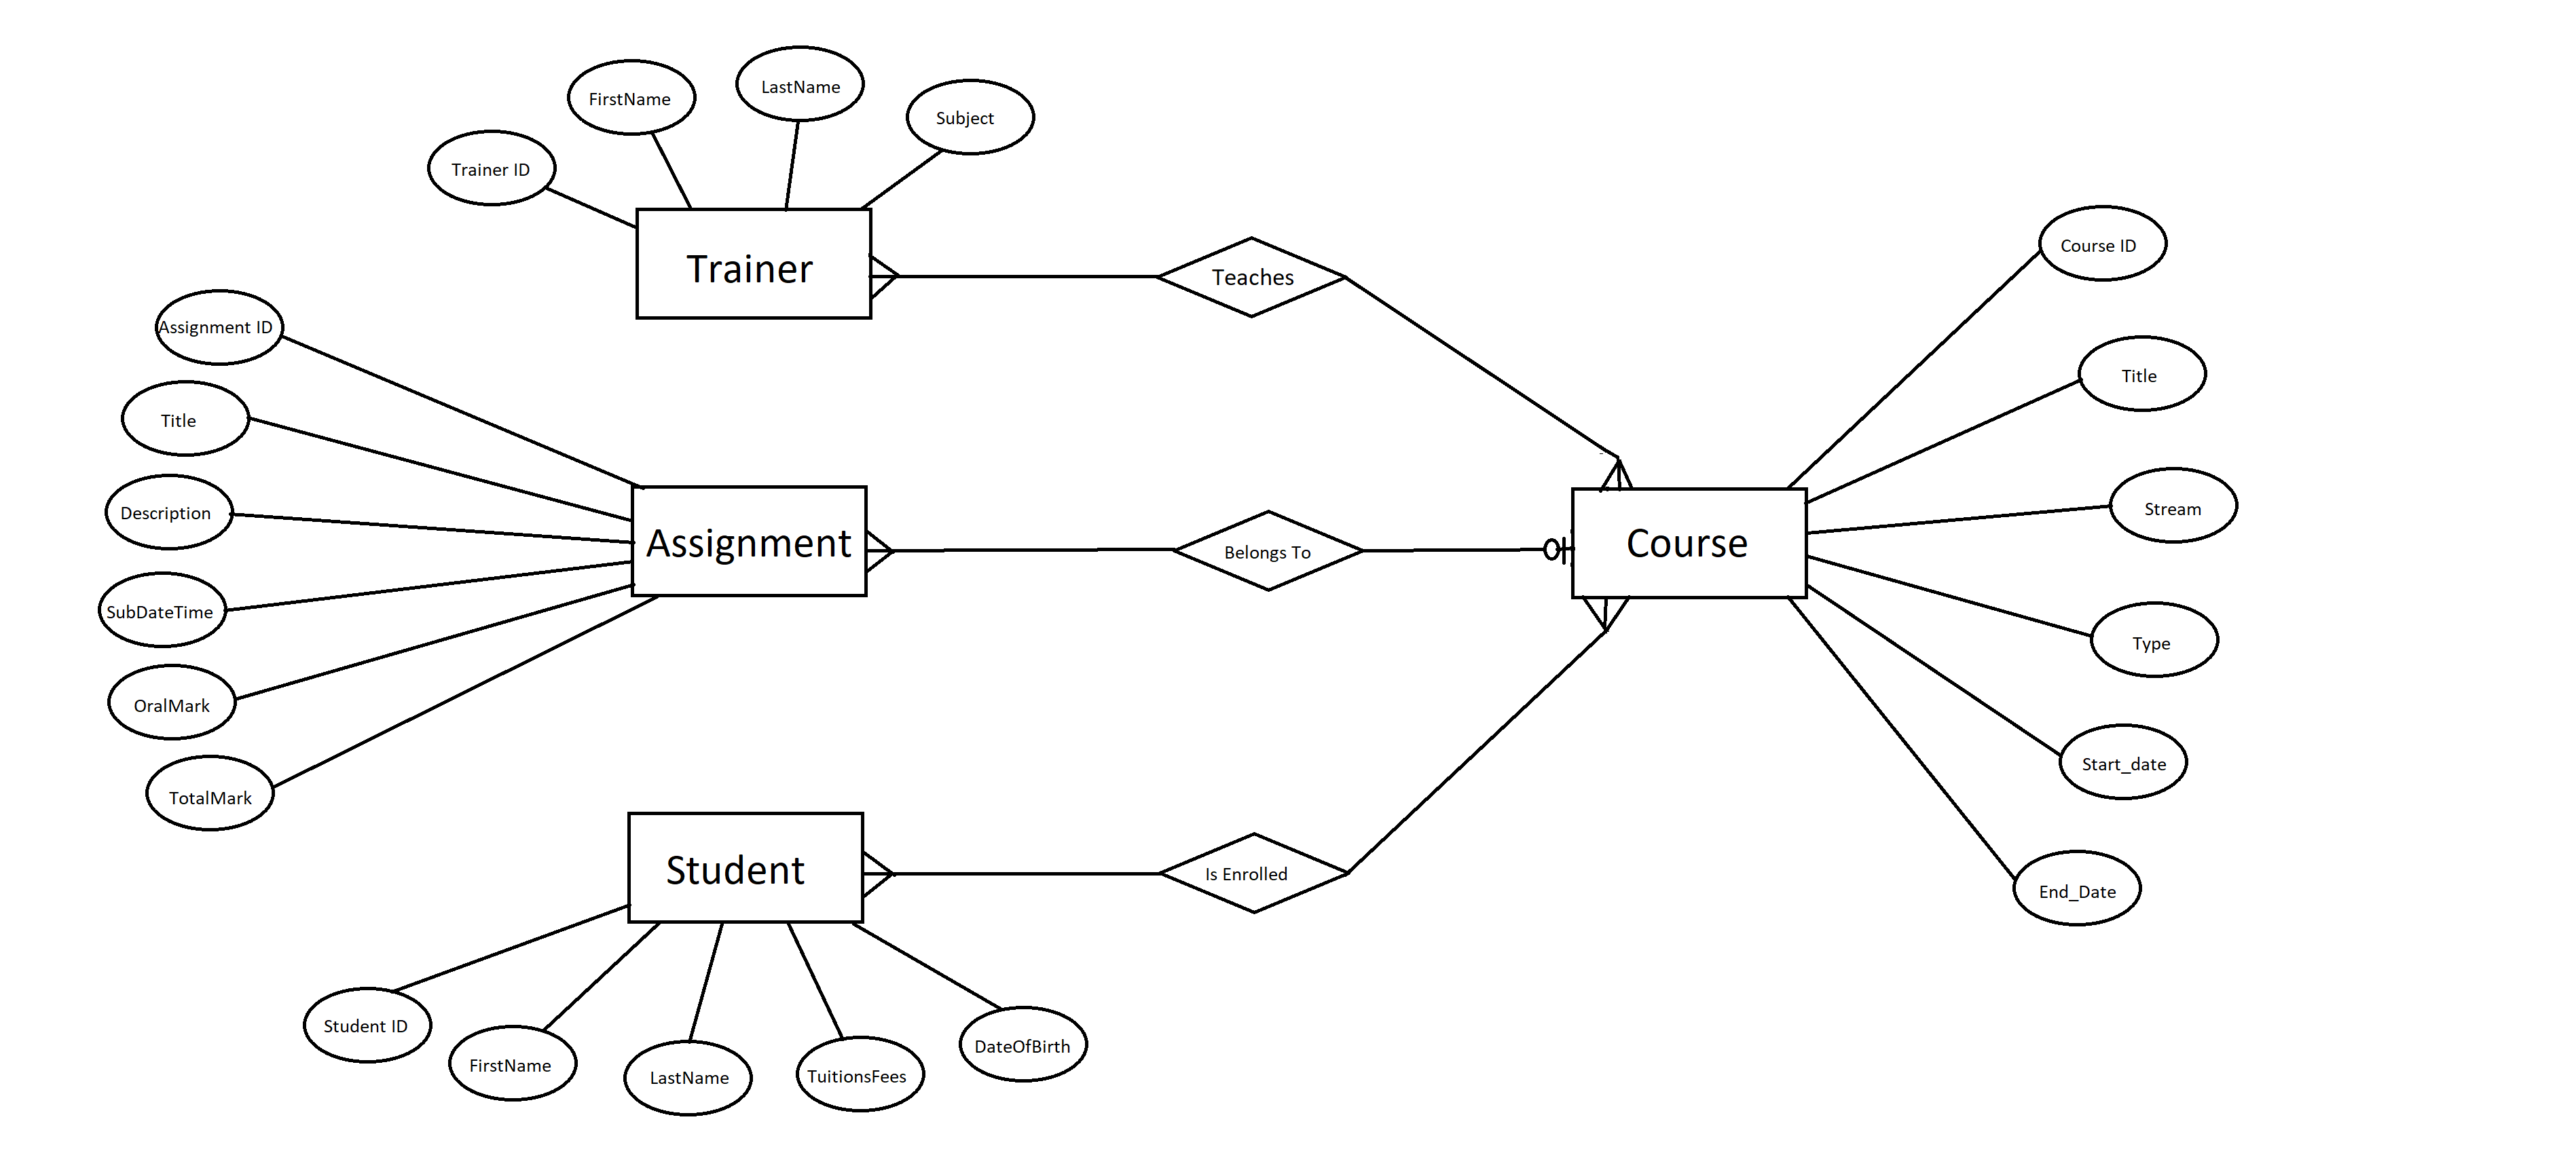 LastName
FirstName
Subject
Trainer ID
Trainer
Teaches
Course ID
Assignment ID
Title
Title
Description
Assignment
Belongs To
Course
Stream
SubDateTime
Type
OralMark
Start_date
TotalMark
Student
Is Enrolled
End_Date
Student ID
FirstName
LastName
TuitionsFees
DateOfBirth